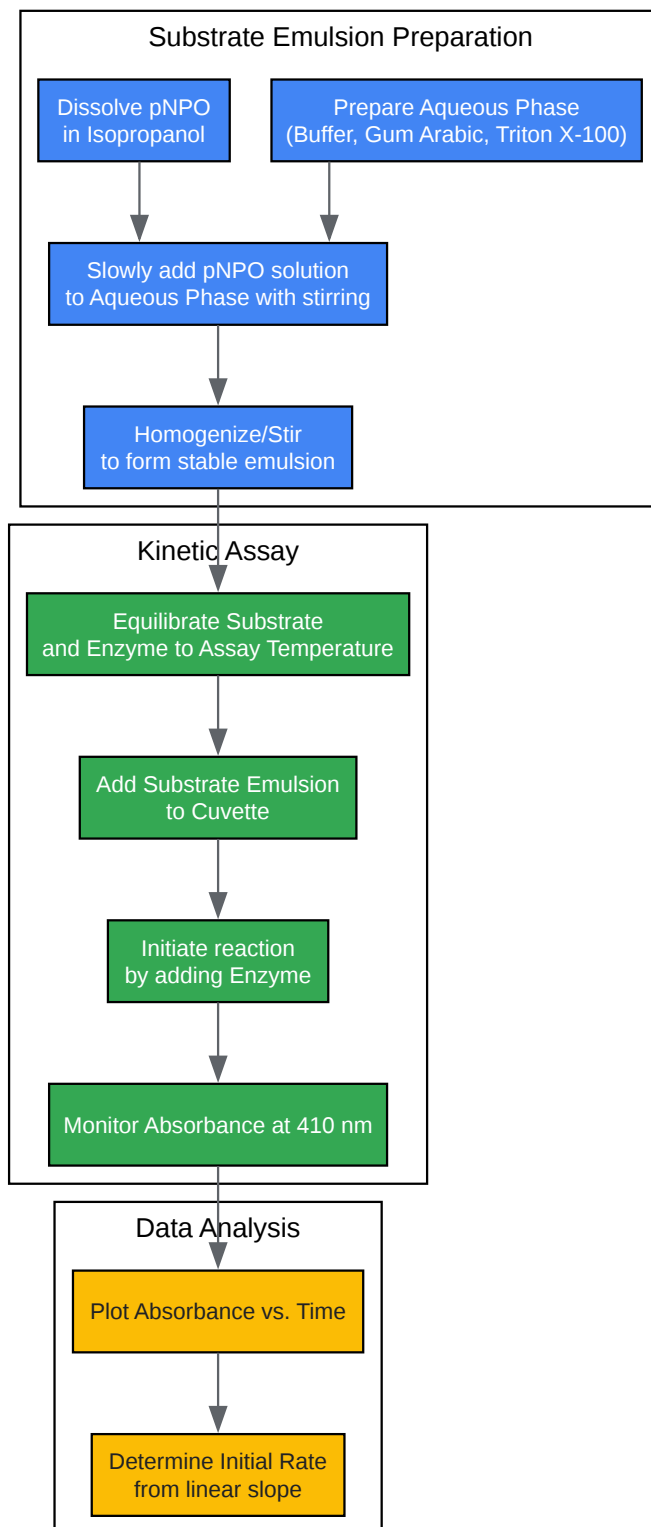 Substrate Emulsion Preparation
Dissolve pNPO
in Isopropanol
Prepare Aqueous Phase
(Buffer, Gum Arabic, Triton X-100)
Slowly add pNPO solution
to Aqueous Phase with stirring
Homogenize/Stir
to form stable emulsion
Kinetic Assay
Equilibrate Substrate
and Enzyme to Assay Temperature
Add Substrate Emulsion
to Cuvette
Initiate reaction
by adding Enzyme
Monitor Absorbance at 410 nm
Data Analysis
Plot Absorbance vs. Time
Determine Initial Rate
from linear slope